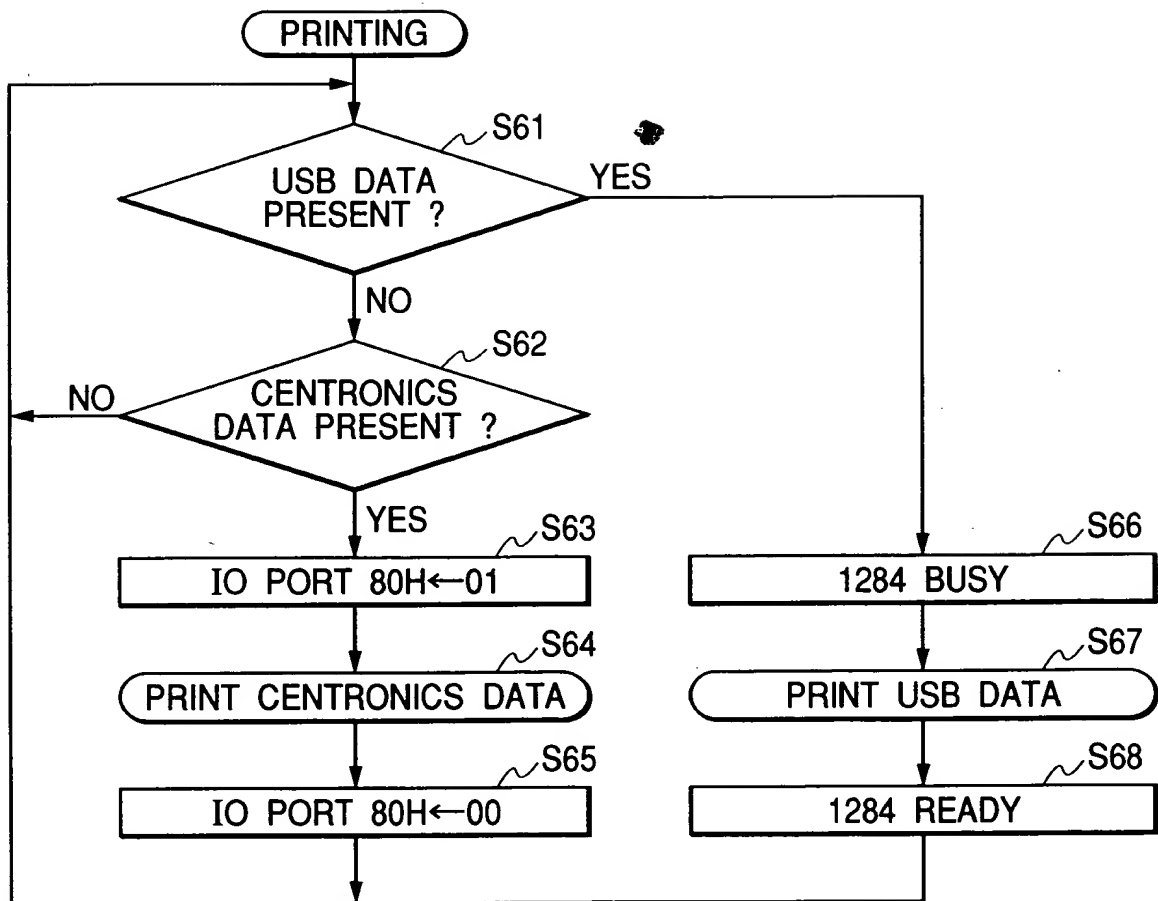 PRINTING
S61
USB DATA
PRESENT ?
YES
NO
S62
CENTRONICS
DATA PRESENT ?
NO
YES
S63
IO PORT 80H←01
S64
PRINT CENTRONICS DATA
S65
IO PORT 80H←00
S66
1284 BUSY
S67
PRINT USB DATA
S68
1284 READY